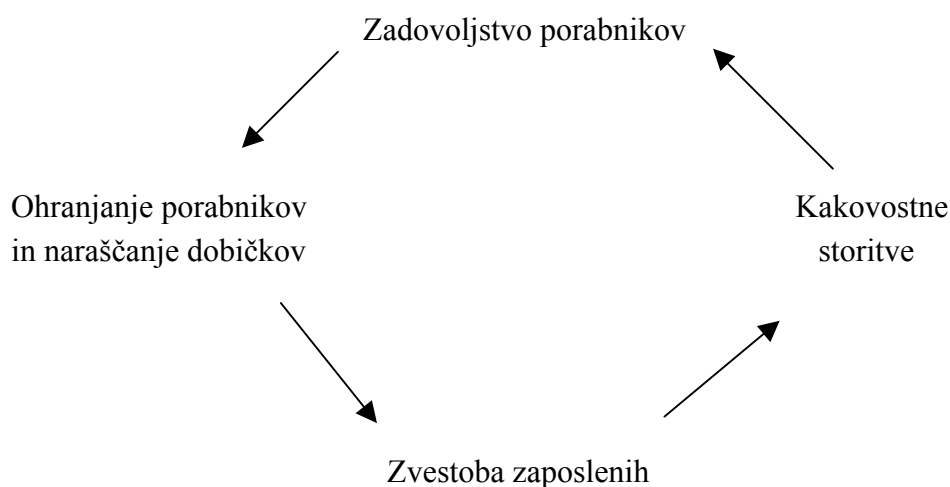 Zadovoljstvo porabnikov
Ohranjanje porabnikov
in naraščanje dobičkov
Kakovostne
storitve
Zvestoba zaposlenih